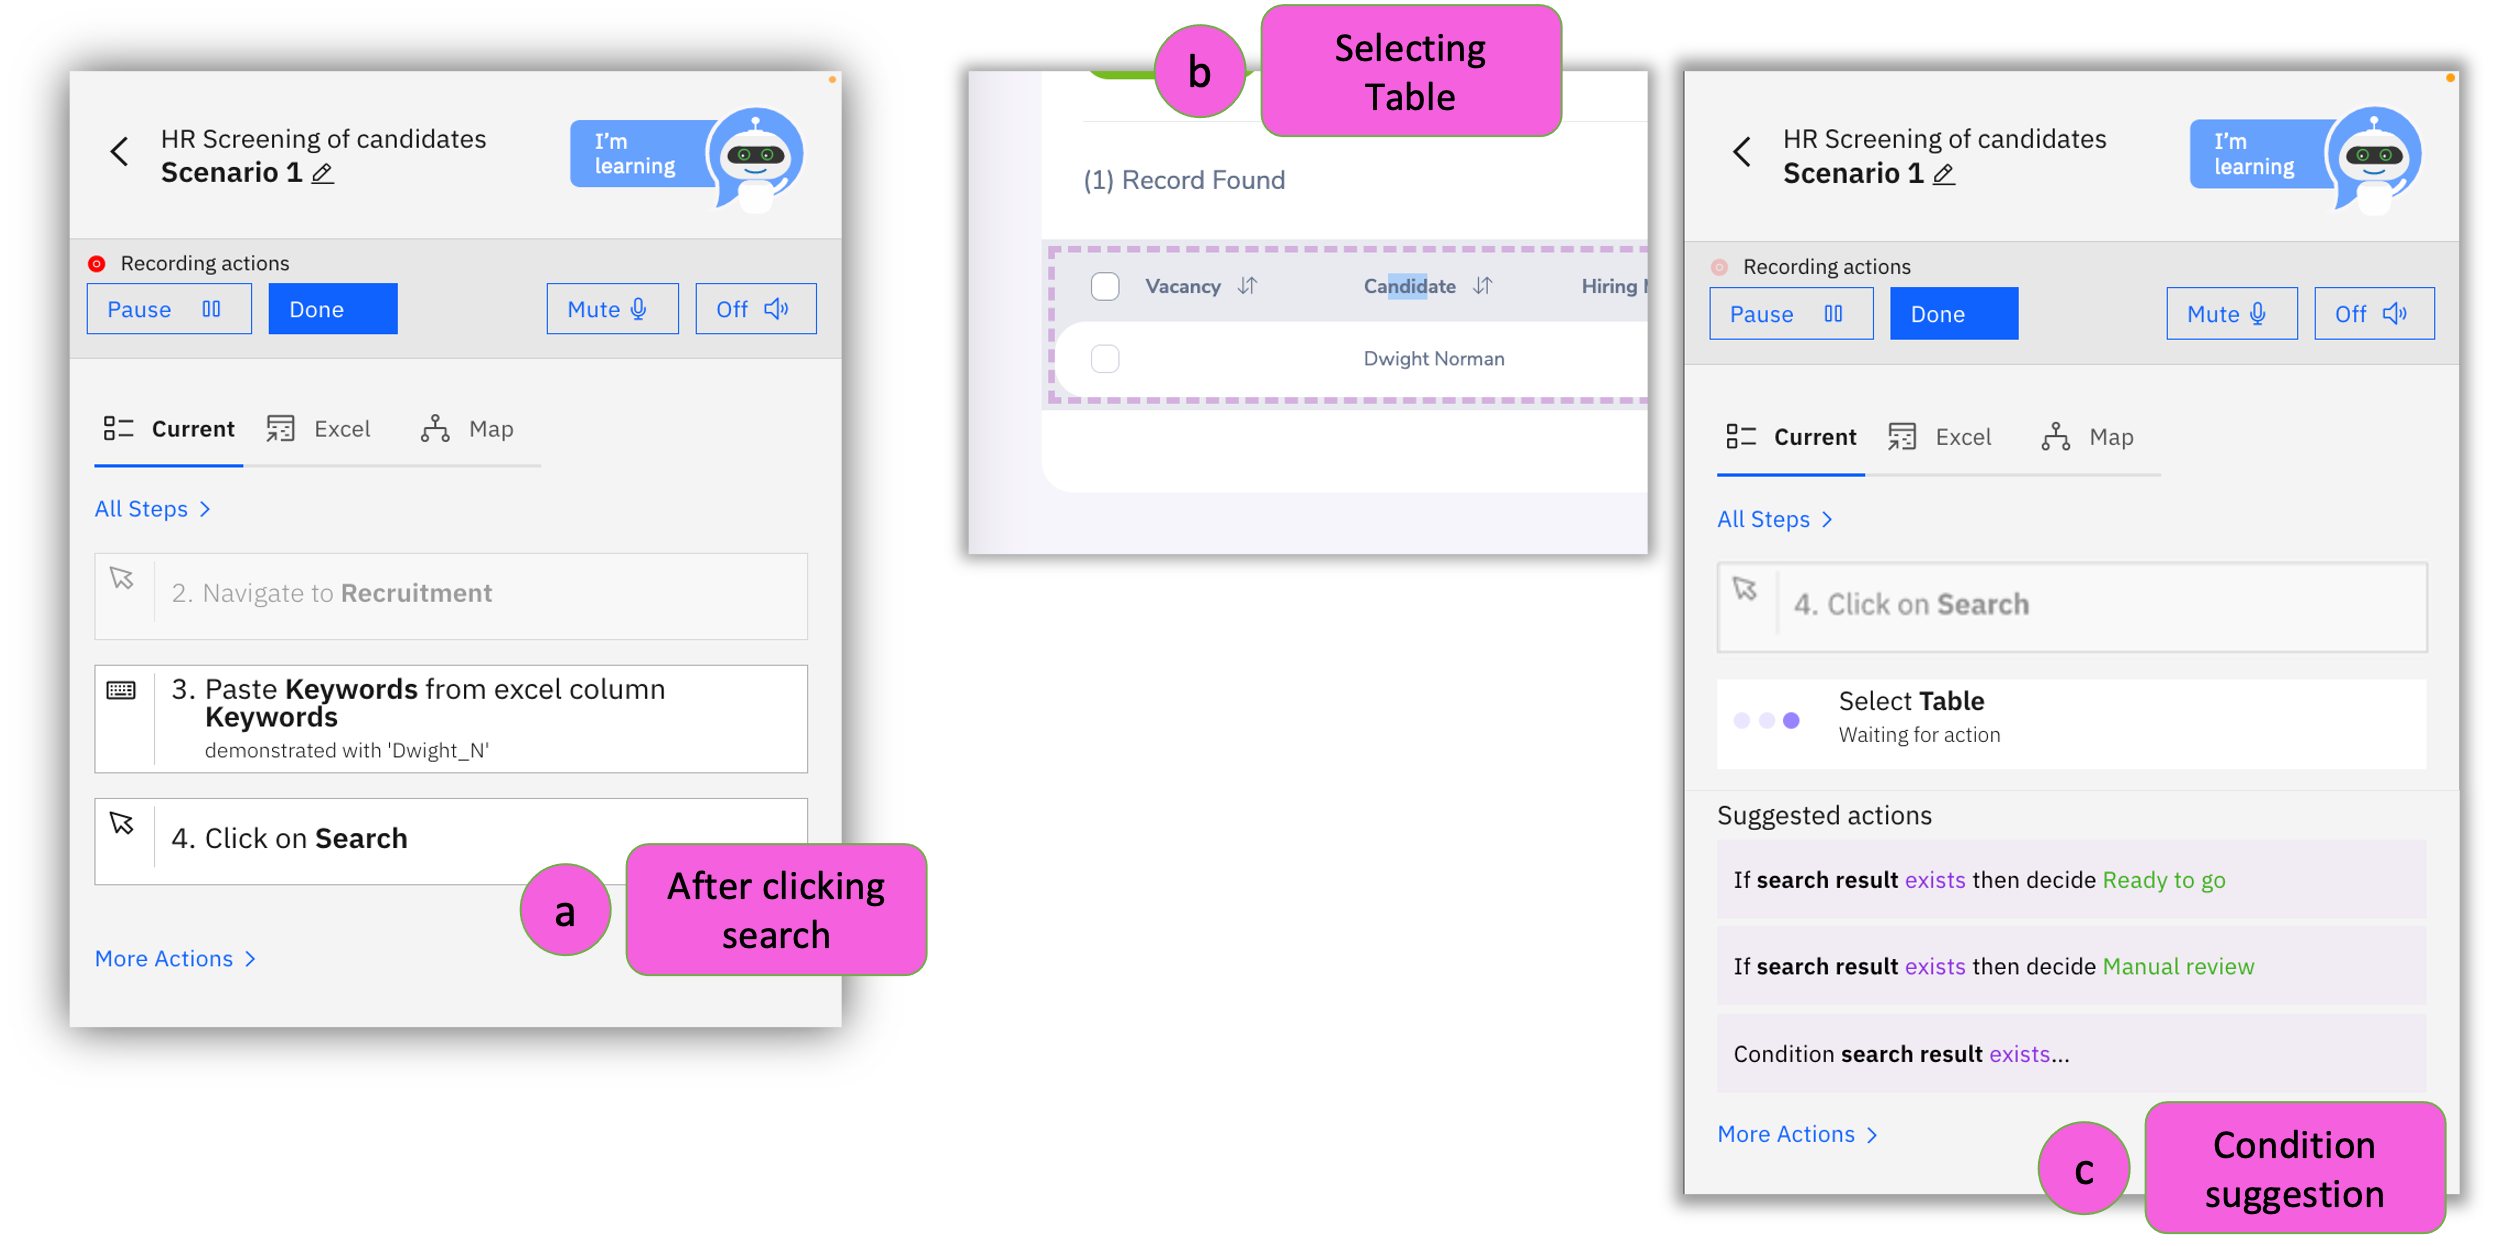 HR Screening of candidates
Scenario 1
I'm
learning
Recording actions
Pause
Done
Mute
Off
Current
Excel
Map
All Steps
2. Navigate to Recruitment
3. Paste Keywords from excel column
Keywords
demonstrated with 'Dwight_N'
4. Click on Search
More Actions
a
After clicking
search
b
Selecting
Table
(1) Record Found
Vacancy
Candidate
Hiring
Dwight Norman
HR Screening of candidates
Scenario 1
I'm
learning
Recording actions
Pause
Done
Mute
Off
Current
Excel
Map
All Steps
4. Click on Search
Select Table
Waiting for action
Suggested actions
If search result exists then decide Ready to go
If search result exists then decide Manual review
Condition search result exists...
More Actions
c
Condition
suggestion